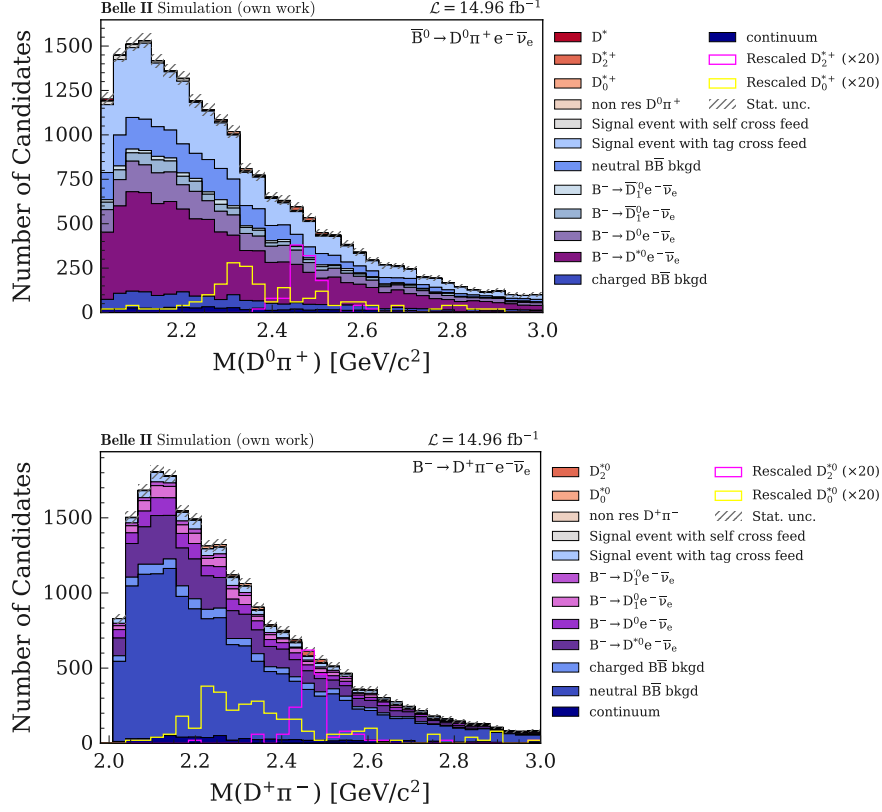 Belle II Simulation (own work) ℒ = 14.96 fb⁻¹
B̅⁰ → D⁰π⁺ e⁻ν̅ₑ
Number of Candidates
1500
1250
1000
750
500
250
0
2.2 2.4 2.6 2.8 3.0
M(D⁰π⁺) [GeV/c²]
D*
D₂*⁺
D₀*⁺
non res D⁰π⁺
Signal event with self cross feed
Signal event with tag cross feed
neutral BB̅ bkgd
B⁻ → D̅₁′⁰e⁻ν̅ₑ
B⁻ → D̅₁⁰e⁻ν̅ₑ
B⁻ → D⁰e⁻ν̅ₑ
B⁻ → D*⁰e⁻ν̅ₑ
charged BB̅ bkgd
continuum
Rescaled D₂*⁺ (×20)
Rescaled D₀*⁺ (×20)
Stat. unc.
Belle II Simulation (own work) ℒ = 14.96 fb⁻¹
B⁻ → D⁺π⁻e⁻ν̅ₑ
Number of Candidates
1500
1000
500
0
2.0 2.2 2.4 2.6 2.8 3.0
M(D⁺π⁻) [GeV/c²]
D₂*⁰
D₀*⁰
non res D⁺π⁻
Signal event with self cross feed
Signal event with tag cross feed
B⁻ → D₁′⁰e⁻ν̅ₑ
B⁻ → D₁⁰e⁻ν̅ₑ
B⁻ → D⁰e⁻ν̅ₑ
B⁻ → D*⁰e⁻ν̅ₑ
charged BB̅ bkgd
neutral BB̅ bkgd
continuum
Rescaled D₂*⁰ (×20)
Rescaled D₀*⁰ (×20)
Stat. unc.